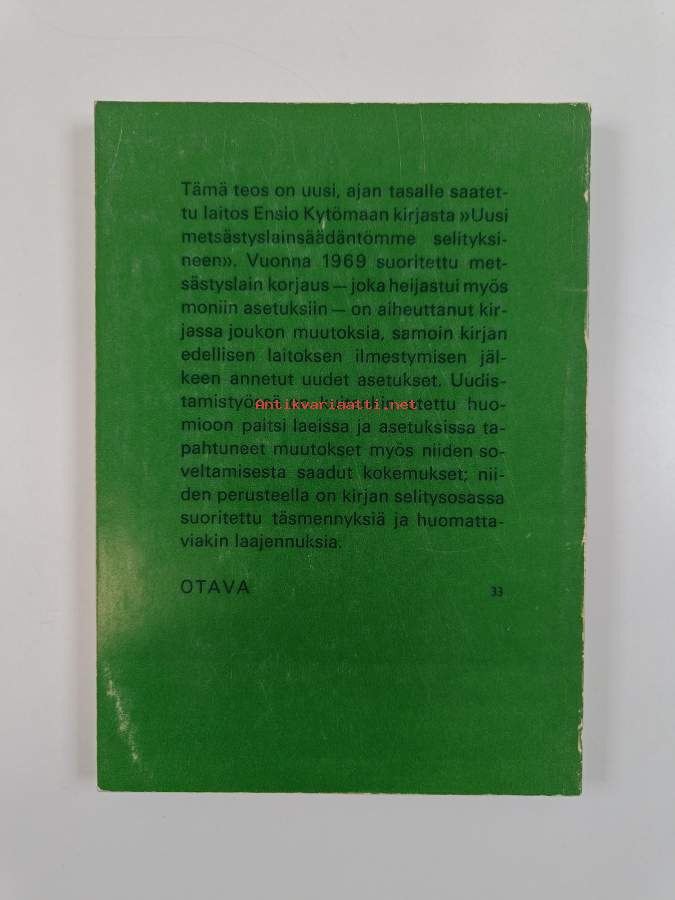 Tämä teos on uusi, ajan tasalle saatet-
tu laitos Ensio Kytömaan kirjasta »Uusi
metsästyslainsäädäntömme selityksi-
neen». Vuonna 1969 suoritettu met-
sästyslain korjaus — joka heijastui myös
moniin asetuksiin — on aiheuttanut kir-
jassa joukon muutoksia, samoin kirjan
edellisen laitoksen ilmestymisen jäl-
keen annetut uudet asetukset. Uudis-
tamistyössä otettu huo-
Antikvariaatti.net
mioon paitsi laeissa ja asetuksissa ta-
pahtuneet muutokset myös niiden so-
veltamisesta saadut kokemukset; nii-
den perusteella on kirjan selitysosassa
suoritettu täsmennyksiä ja huomatta-
viakin laajennuksia.
OTAVA 33